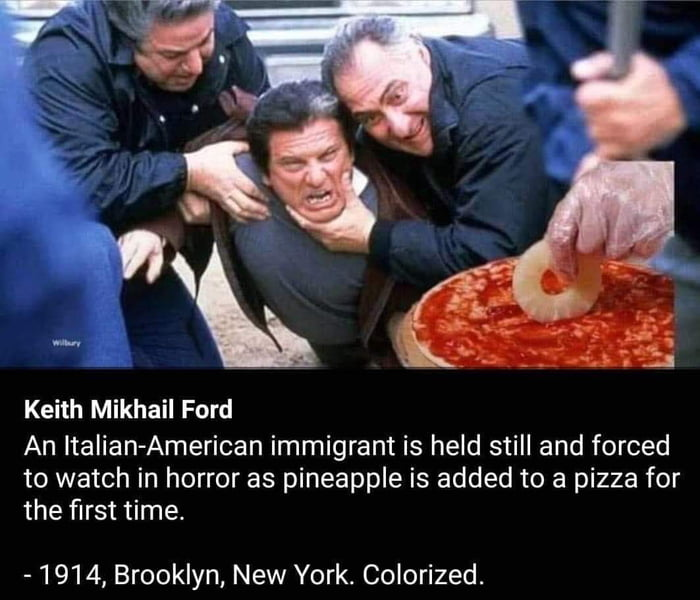 Wilbury
Keith Mikhail Ford
An Italian-American immigrant is held still and forced
to watch in horror as pineapple is added to a pizza for
the first time.
- 1914, Brooklyn, New York. Colorized.